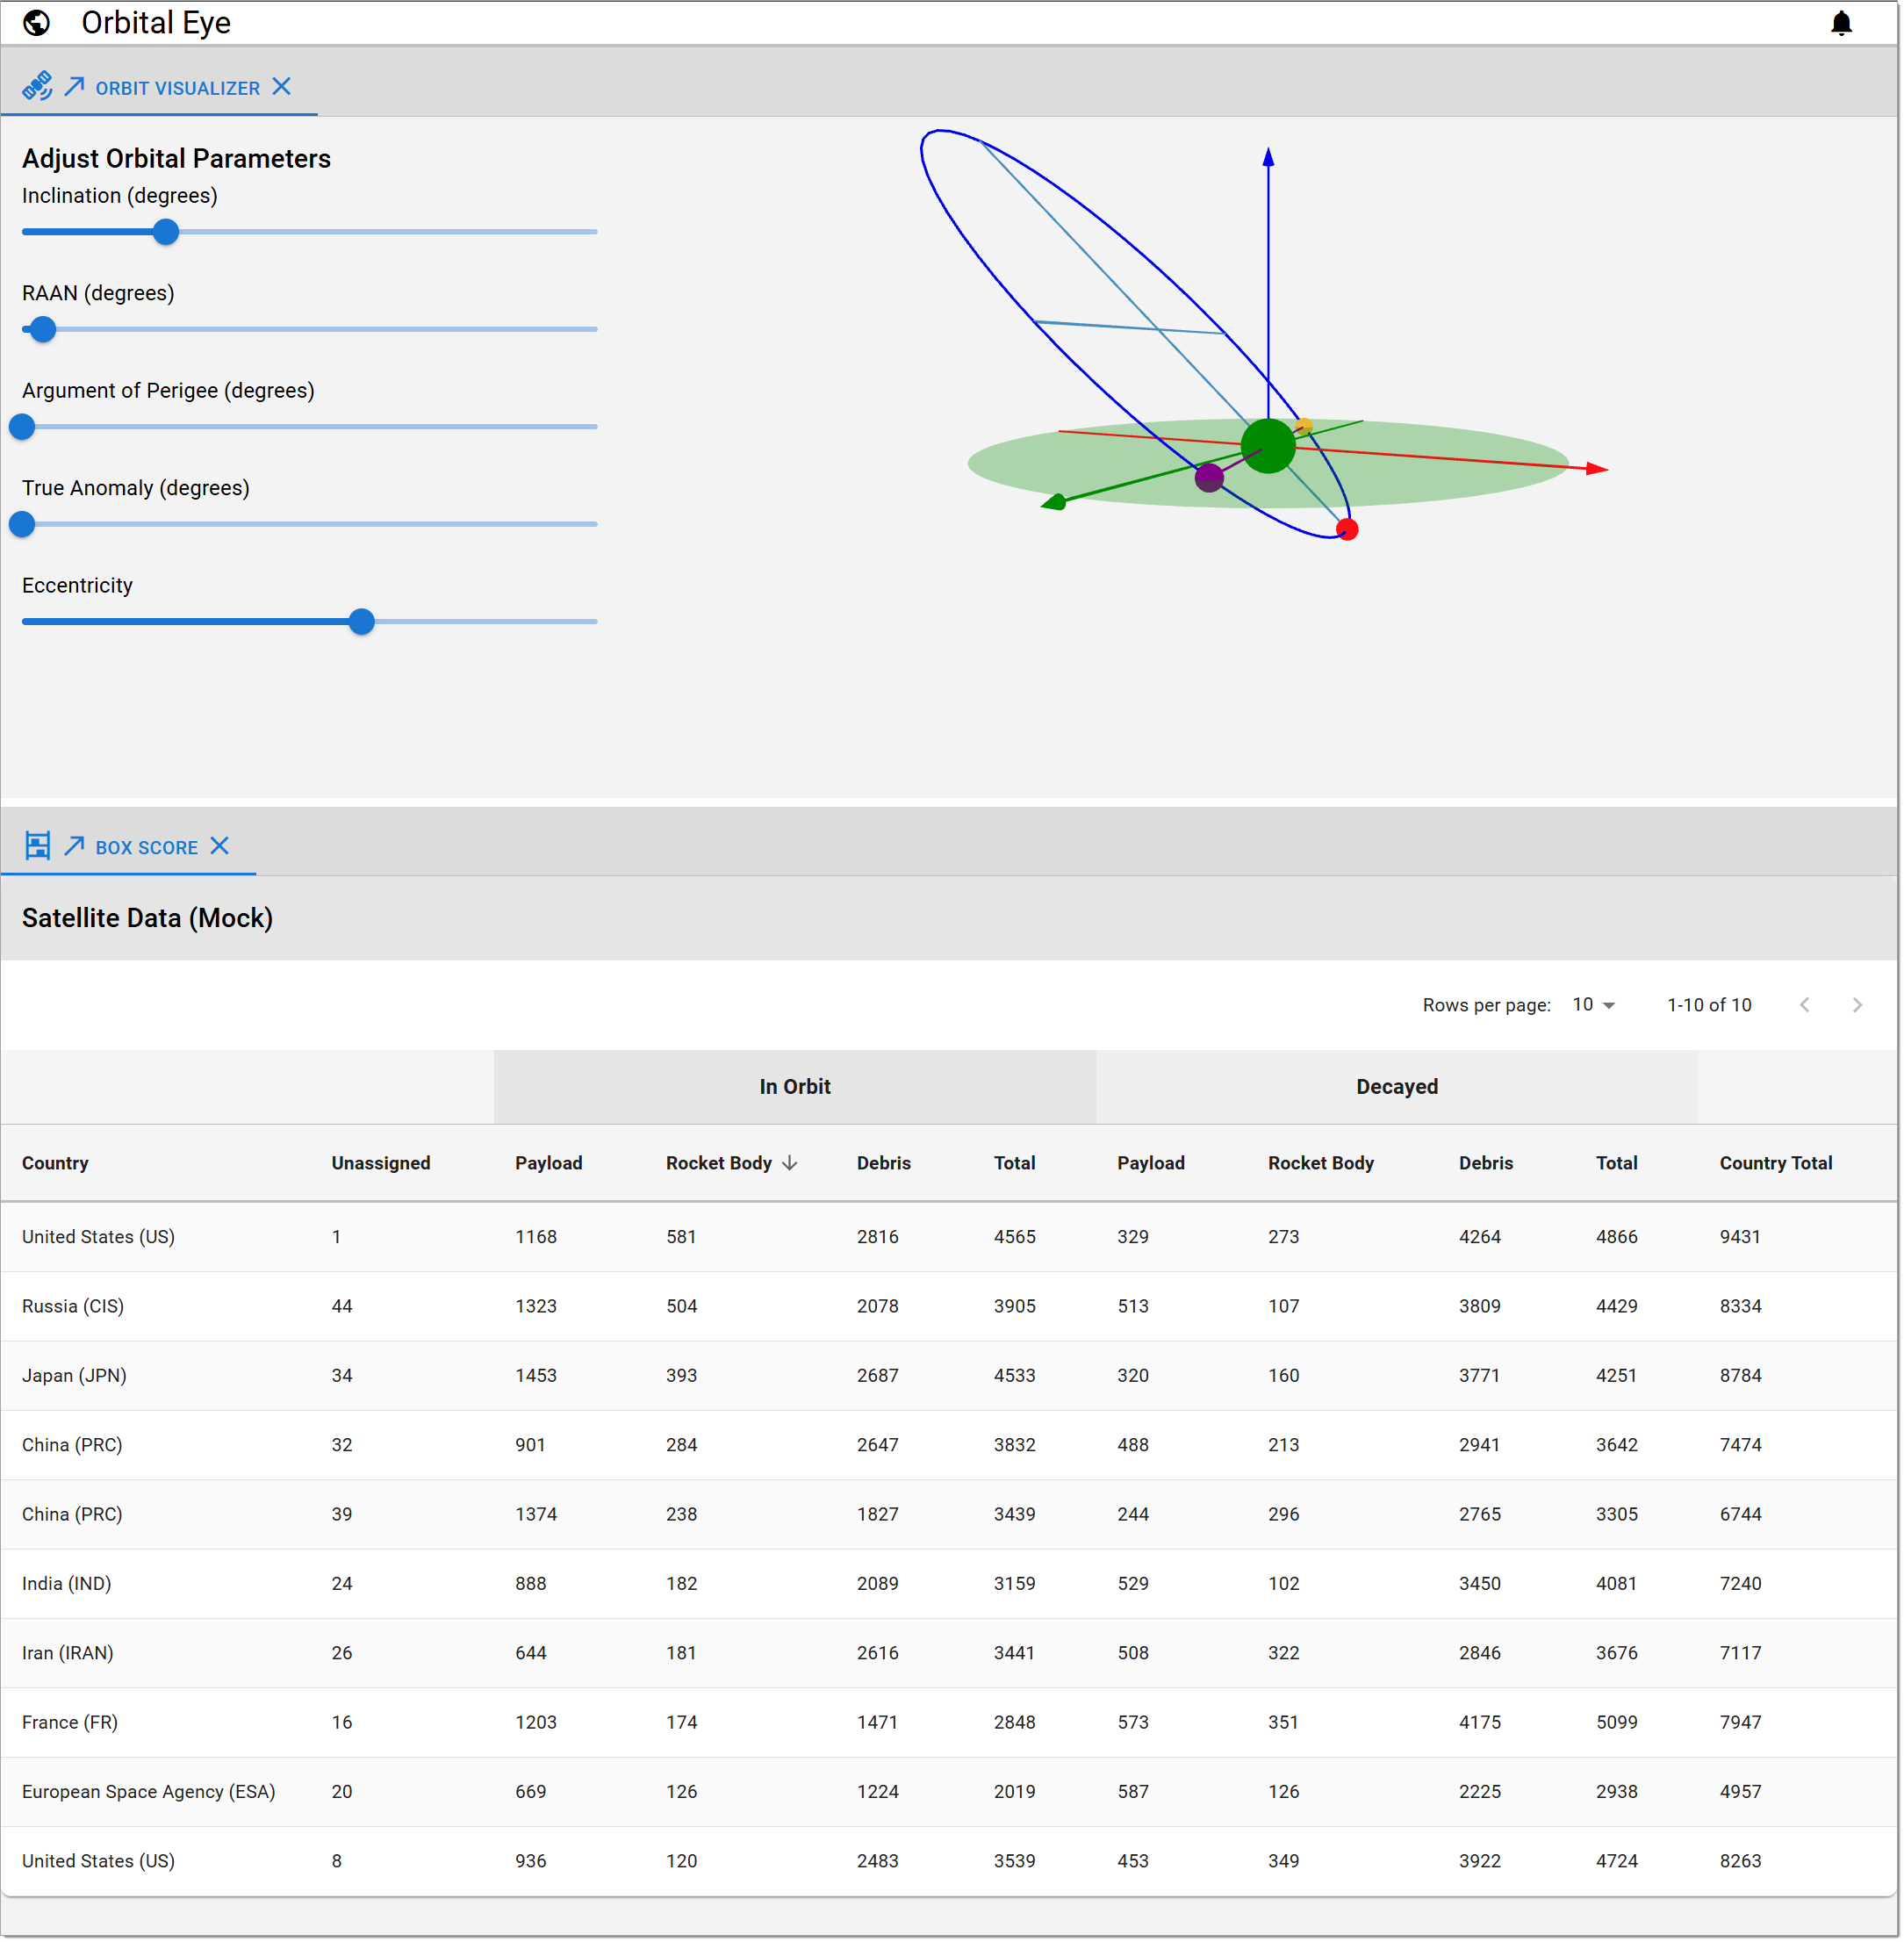 Orbital Eye
ORBIT VISUALIZER
Adjust Orbital Parameters
Inclination (degrees)
RAAN (degrees)
Argument of Perigee (degrees)
True Anomaly (degrees)
Eccentricity
BOX SCORE
Satellite Data (Mock)
Rows per page: 10 1-10 of 10
In Orbit Decayed
Country Unassigned Payload Rocket Body Debris Total Payload Rocket Body Debris Total Country Total
United States (US) 1 1168 581 2816 4565 329 273 4264 4866 9431
Russia (CIS) 44 1323 504 2078 3905 513 107 3809 4429 8334
Japan (JPN) 34 1453 393 2687 4533 320 160 3771 4251 8784
China (PRC) 32 901 284 2647 3832 488 213 2941 3642 7474
China (PRC) 39 1374 238 1827 3439 244 296 2765 3305 6744
India (IND) 24 888 182 2089 3159 529 102 3450 4081 7240
Iran (IRAN) 26 644 181 2616 3441 508 322 2846 3676 7117
France (FR) 16 1203 174 1471 2848 573 351 4175 5099 7947
European Space Agency (ESA) 20 669 126 1224 2019 587 126 2225 2938 4957
United States (US) 8 936 120 2483 3539 453 349 3922 4724 8263